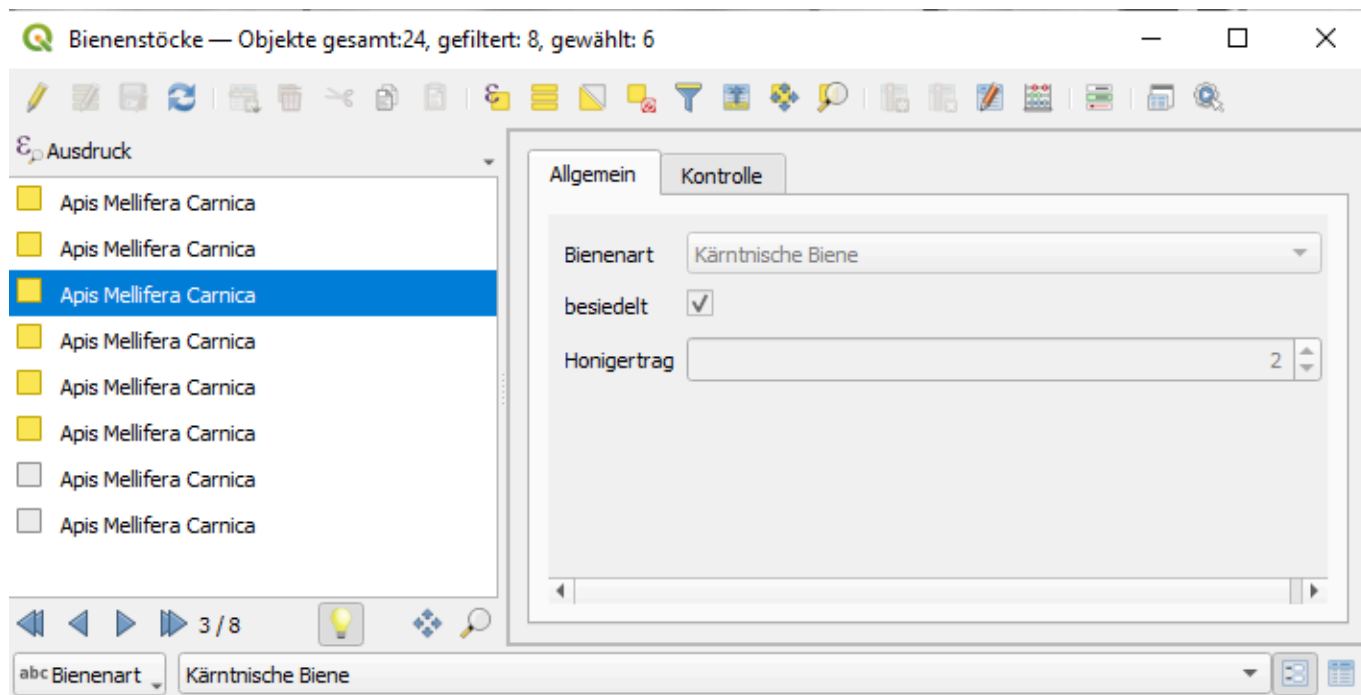 Bienenstöcke — Objekte gesamt:24, gefiltert: 8, gewählt: 6
Ausdruck
Apis Mellifera Carnica
Apis Mellifera Carnica
Apis Mellifera Carnica
Apis Mellifera Carnica
Apis Mellifera Carnica
Apis Mellifera Carnica
Apis Mellifera Carnica
Apis Mellifera Carnica
3 / 8
Allgemein Kontrolle
Bienenart Kärntnische Biene
besiedelt
Honigertrag 2
abc Bienenart Kärntnische Biene